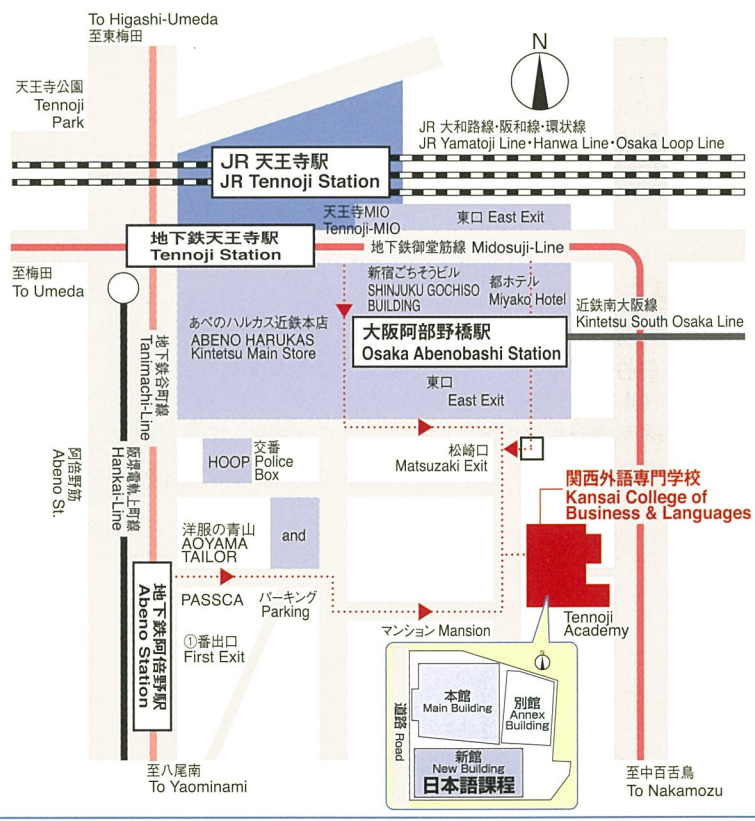 To Higashi-Umeda
至東梅田
N
天王寺公園
Tennoji
Park
JR 大和路線・阪和線・環状線
JR Yamatoji Line・Hanwa Line・Osaka Loop Line
JR 天王寺駅
JR Tennoji Station
天王寺MIO
Tennoji-MIO
東口 East Exit
地下鉄天王寺駅
Tennoji Station
地下鉄御堂筋線 Midosuji-Line
至梅田
To Umeda
新宿ごちそうビル
SHINJUKU GOCHISO
BUILDING
都ホテル
Miyako Hotel
近鉄南大阪線
Kintetsu South Osaka Line
あべのハルカス近鉄本店
ABENO HARUKAS
Kintetsu Main Store
大阪阿部野橋駅
Osaka Abenobashi Station
地下鉄谷町線
Tanimachi-Line
東口
East Exit
阿倍野筋
Abeno St.
阪堺電軌上町線
Hankai-Line
HOOP
交番
Police
Box
松崎口
Matsuzaki Exit
関西外語専門学校
Kansai College of
Business & Languages
洋服の青山
AOYAMA
TAILOR
and
地下鉄阿倍野駅
Abeno Station
PASSCA
パーキング
Parking
マンション Mansion
Tennoji
Academy
①番出口
First Exit
N
本館
Main Building
別館
Annex
Building
道路 Road
新館
New Building
日本語課程
至八尾南
To Yaominami
至中百舌鳥
To Nakamozu